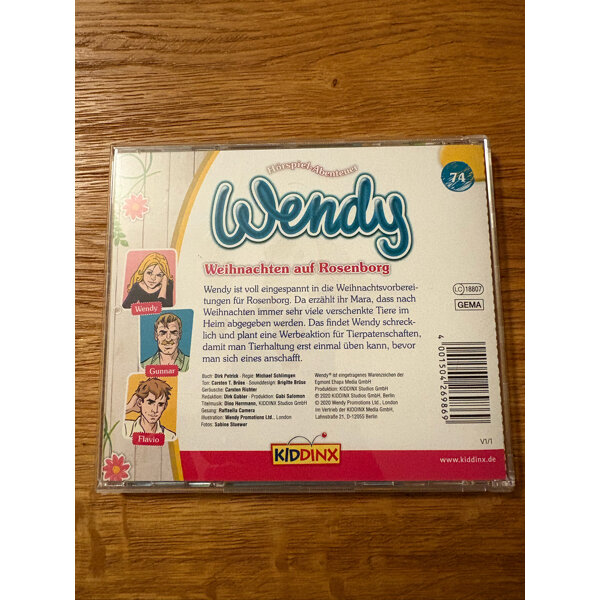 Hörspiel-Abenteuer
74
Wendy
Weihnachten auf Rosenborg
Wendy ist voll eingespannt in die Weihnachtsvorberei-
tungen für Rosenborg. Da erzählt ihr Mara, dass nach
Weihnachten immer sehr viele verschenkte Tiere im
Heim abgegeben werden. Das findet Wendy schreck-
lich und plant eine Werbeaktion für Tierpatenschaften,
damit man Tierhaltung erst einmal üben kann, bevor
man sich eines anschafft.
Wendy
Gunnar
Flavio
Buch: Dirk Petrick Regie: Michael Schlimgen
Ton: Carsten T. Brüse Sounddesign: Brigitte Brüse
Geräusche: Carsten Richter
Redaktion: Dirk Gabler Produktion: Gabi Salomon
Titelmusik: Dino Herrmann, KIDDINX Studios GmbH
Gesang: Raffaella Camera
Illustration: Wendy Promotions Ltd., London
Fotos: Sabine Stuewer
Wendy® ist eingetragenes Warenzeichen der
Egmont Ehapa Media GmbH
Produktion: KIDDINX Studios GmbH
℗ 2020 KIDDINX Studios GmbH, Berlin
© 2020 Wendy Promotions Ltd., London
im Vertrieb der KIDDINX Media GmbH,
Lahnstraße 21, D-12055 Berlin
LC 18807
GEMA
4 001504 269869
V1/1
KIDDINX
www.kiddinx.de